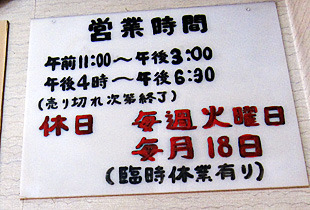 営業時間
午前11:00～午後3:00
午後4時～午後6:30
(売り切れ次第終了)
休日 毎週火曜日
毎月18日
(臨時休業有り)